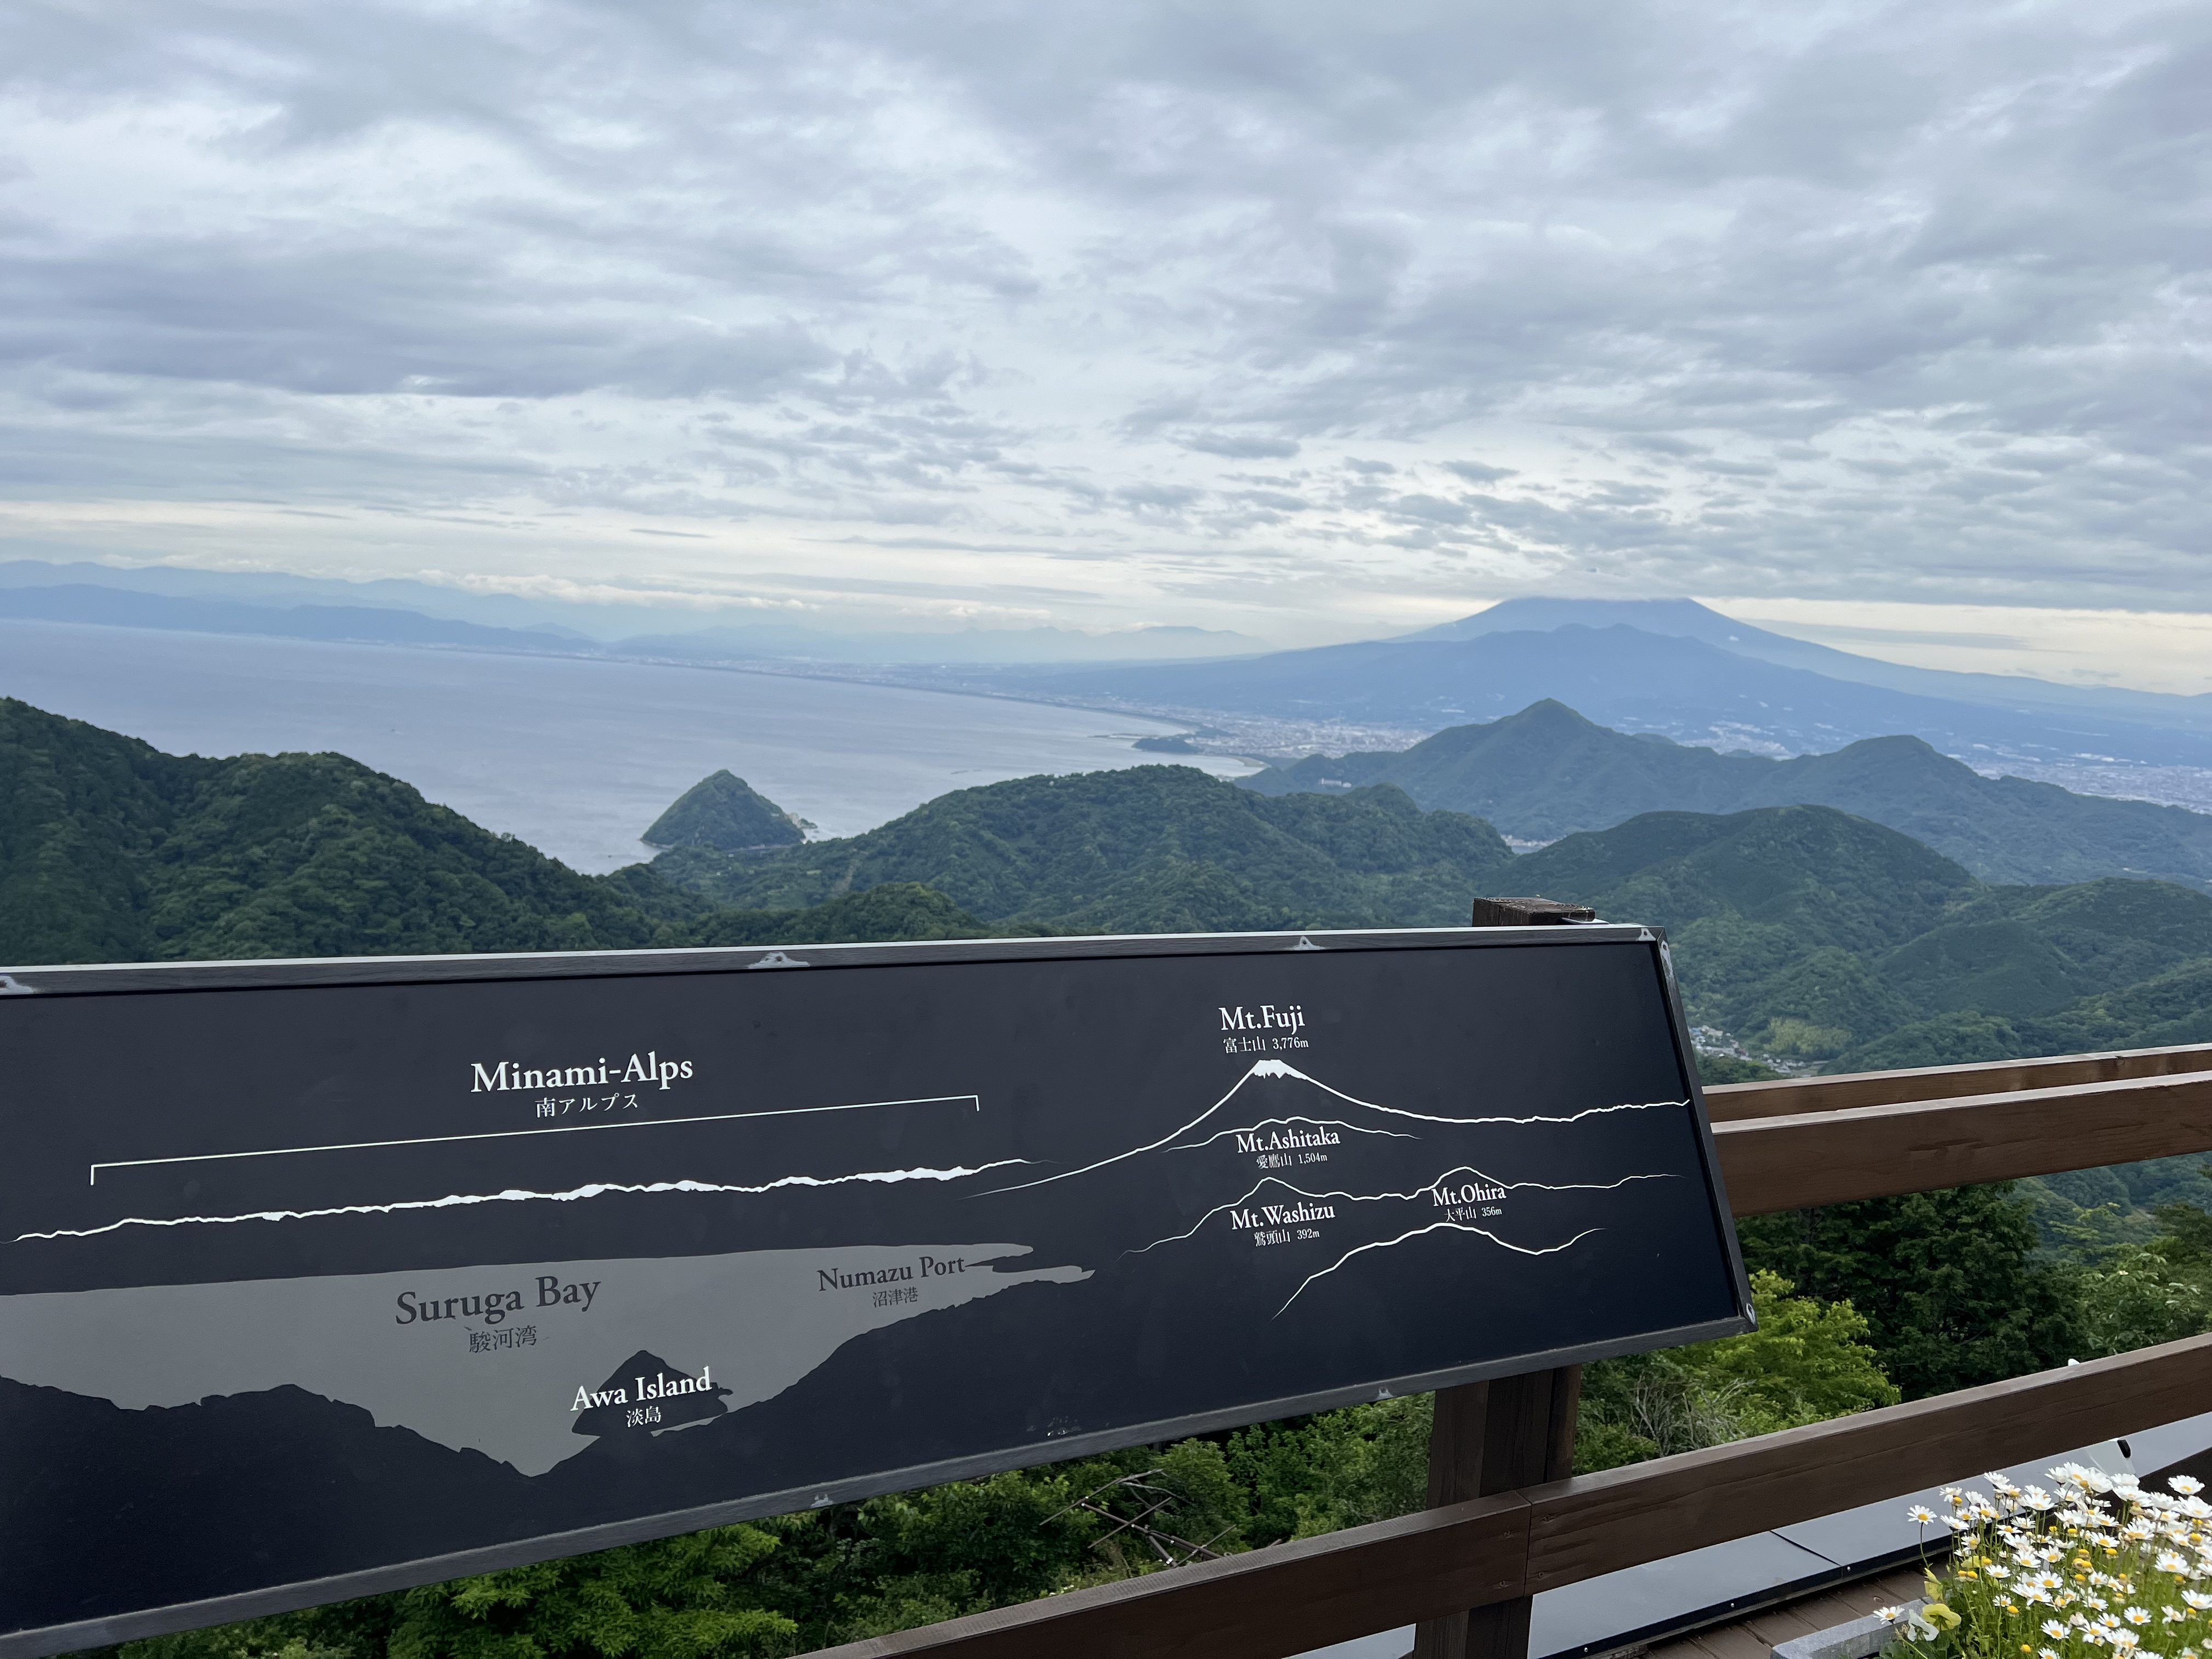 Minami-Alps
南アルプス
Mt.Fuji
富士山 3,776m
Mt.Ashitaka
愛鷹山 1,504m
Mt.Washizu
鷲頭山 392m
Mt.Ohira
大平山 356m
Suruga Bay
駿河湾
Numazu Port
沼津港
Awa Island
淡島